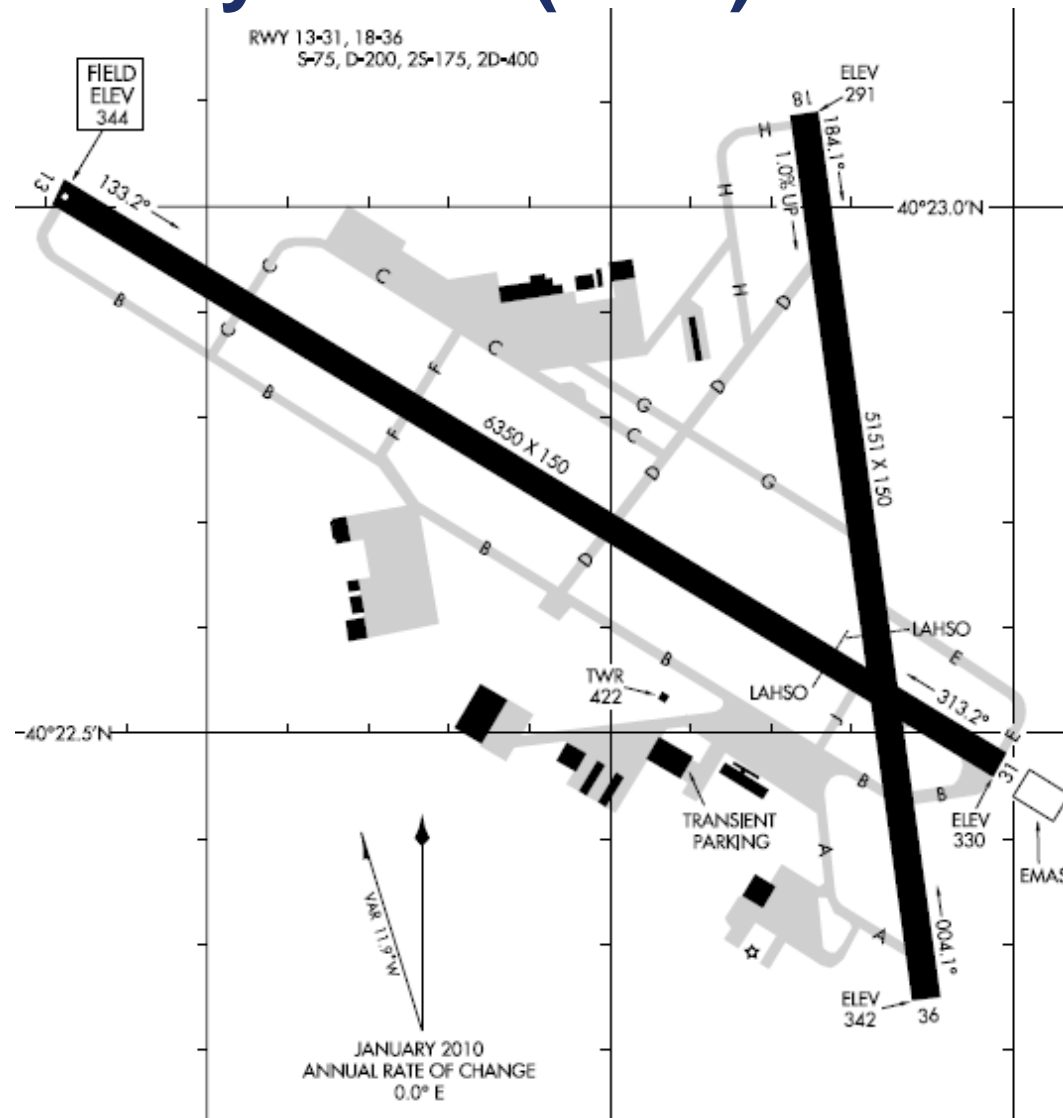 RWY 13-31, 18-36
S-75, D-200, 2S-175, 2D-400
FIELD
ELEV
344
ELEV
291
18
184.1°
1.0% UP
13
133.2°
40°23.0'N
H
H
H
C
C
C
C
C
B
B
B
B
B
B
F
F
D
D
D
D
G
G
6350 X 150
5151 X 150
LAHSO
LAHSO
E
E
J
313.2°
31
TWR
422
40°22.5'N
H
TRANSIENT
PARKING
ELEV
330
EMAS
A
A
004.1°
ELEV
342
36
VAR 11.9°W
JANUARY 2010
ANNUAL RATE OF CHANGE
0.0° E